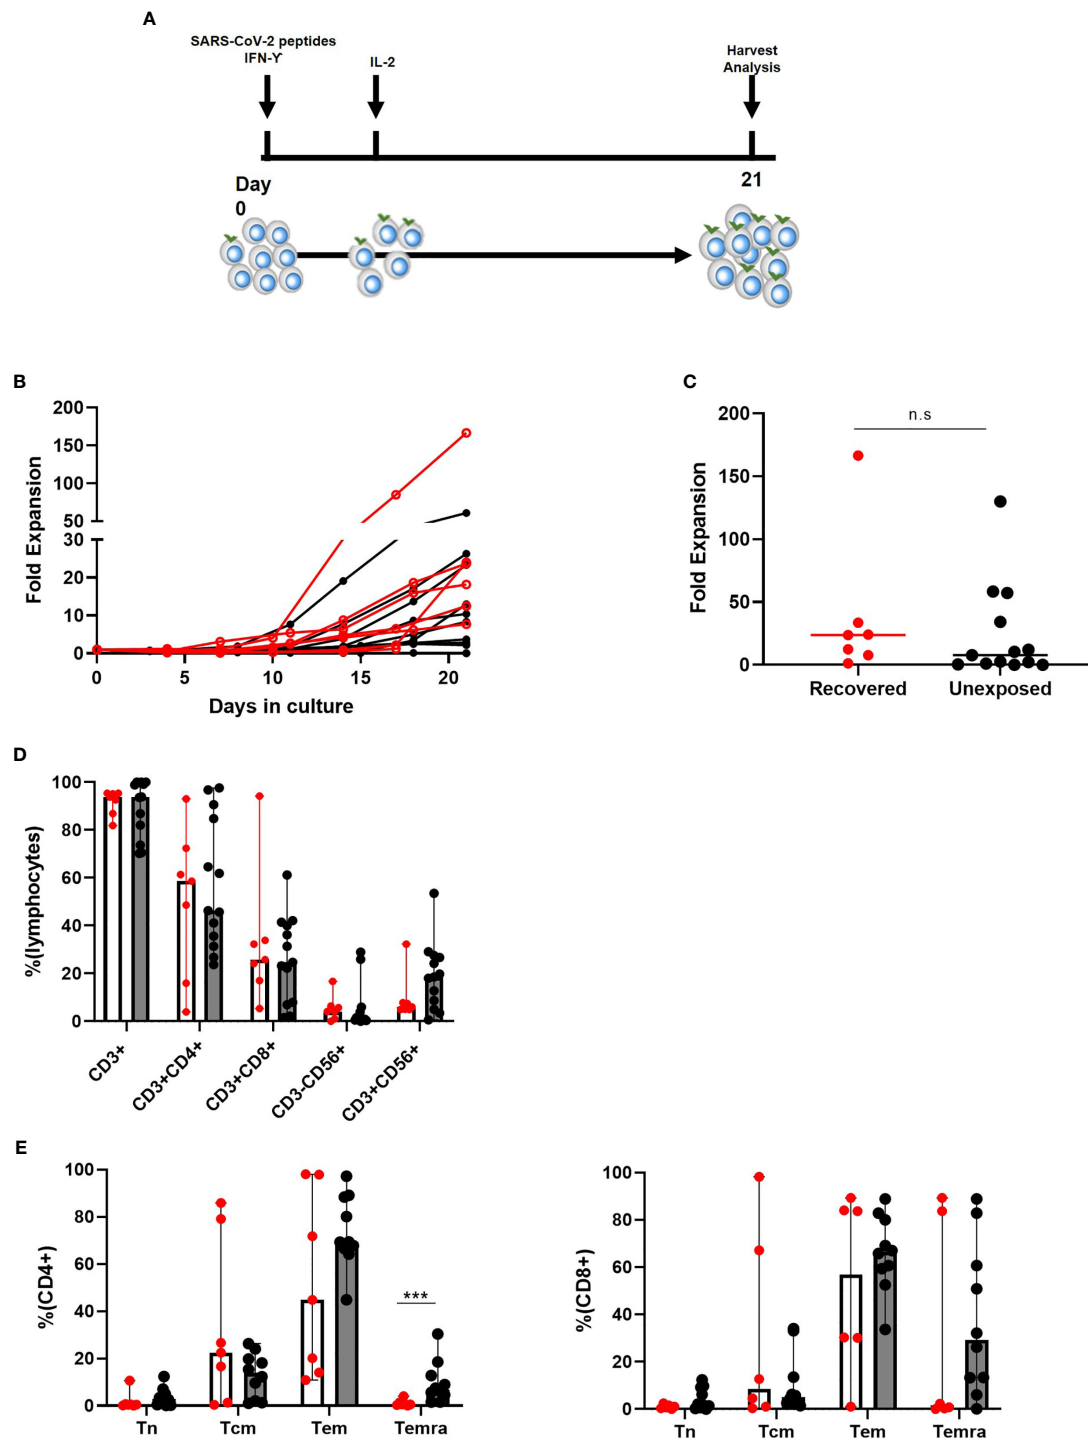 A
SARS-CoV-2 peptides
IFN-ϒ
IL-2
Harvest
Analysis
Day
0
21
B
200
150
100
50
30
20
10
0
Fold Expansion
0 5 10 15 20
Days in culture
C
n.s
200
150
100
50
0
Fold Expansion
Recovered Unexposed
D
100
80
60
40
20
0
%(lymphocytes)
CD3+
CD3+CD4+
CD3+CD8+
CD3-CD56+
CD3+CD56+
E
100
80
60
40
20
0
%(CD4+)
***
Tn Tcm Tem Temra
100
80
60
40
20
0
%(CD8+)
Tn Tcm Tem Temra